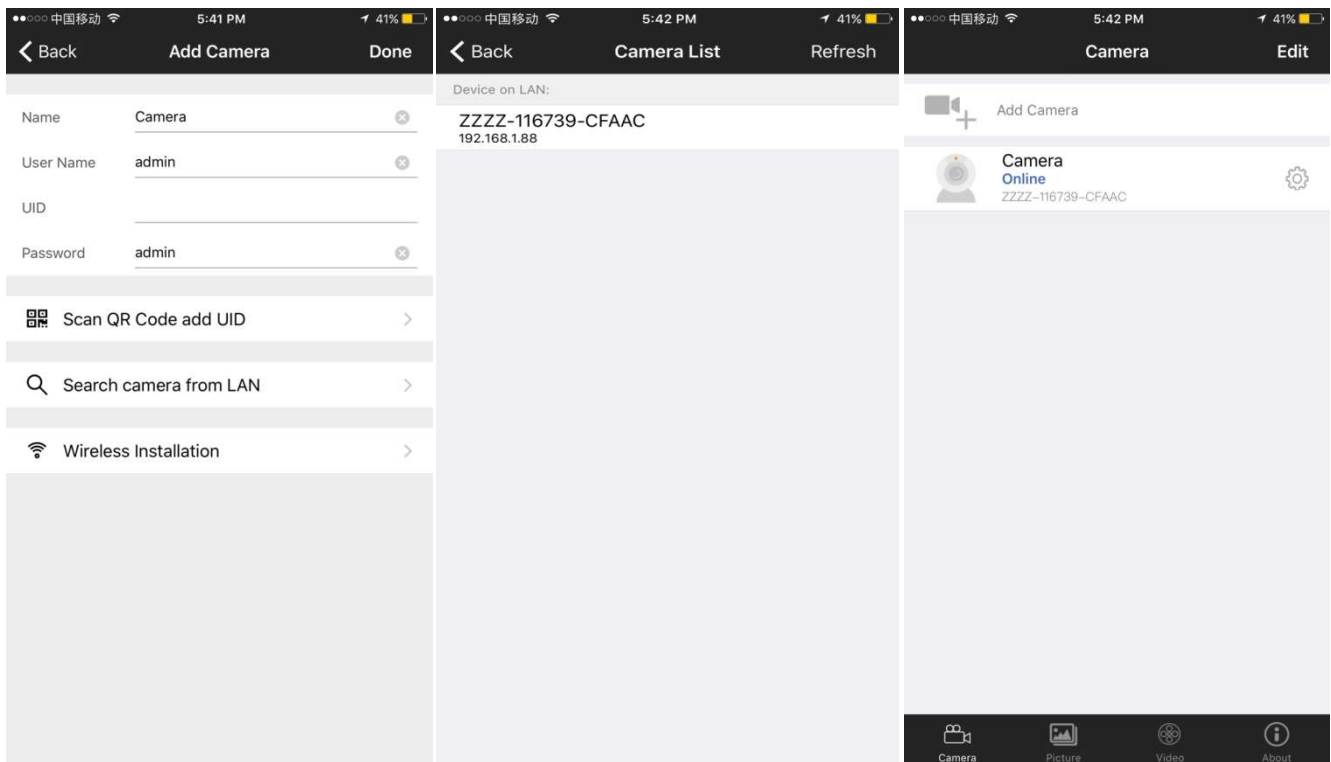 中国移动
5:41 PM
41%
Back
Add Camera
Done
Name
Camera
User Name
admin
UID
Password
admin
Scan QR Code add UID
Search camera from LAN
Wireless Installation
中国移动
5:42 PM
41%
Back
Camera List
Refresh
Device on LAN:
ZZZZ-116739-CFAAC
192.168.1.88
中国移动
5:42 PM
41%
Camera
Edit
Add Camera
Camera
Online
ZZZZ-116739-CFAAC
Camera
Picture
Video
About